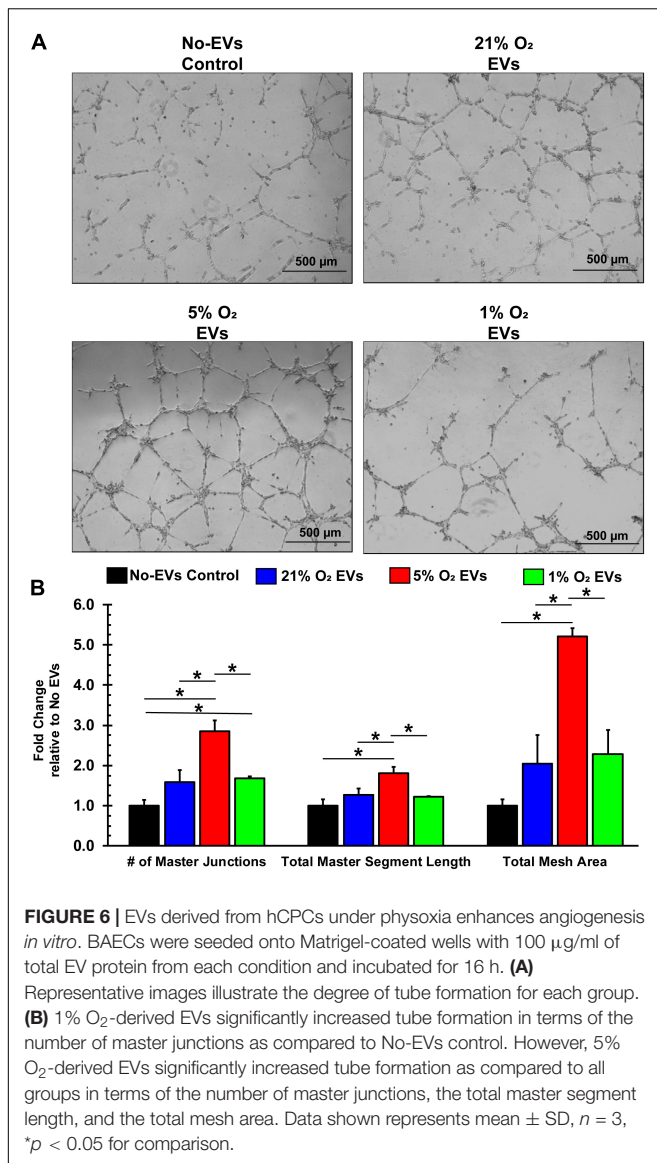 A
No-EVs
Control
21% O₂
EVs
500 µm
500 µm
5% O₂
EVs
1% O₂
EVs
500 µm
500 µm
No-EVs Control 21% O₂ EVs 5% O₂ EVs 1% O₂ EVs
B
Fold Change
relative to No EVs
6.0
5.0
4.0
3.0
2.0
1.0
0.0
* * * *
* * *
* * *
# of Master Junctions Total Master Segment Length Total Mesh Area
FIGURE 6 | EVs derived from hCPCs under physoxia enhances angiogenesis
in vitro. BAECs were seeded onto Matrigel-coated wells with 100 µg/ml of
total EV protein from each condition and incubated for 16 h. (A)
Representative images illustrate the degree of tube formation for each group.
(B) 1% O₂-derived EVs significantly increased tube formation in terms of the
number of master junctions as compared to No-EVs control. However, 5%
O₂-derived EVs significantly increased tube formation as compared to all
groups in terms of the number of master junctions, the total master segment
length, and the total mesh area. Data shown represents mean ± SD, n = 3,
*p < 0.05 for comparison.